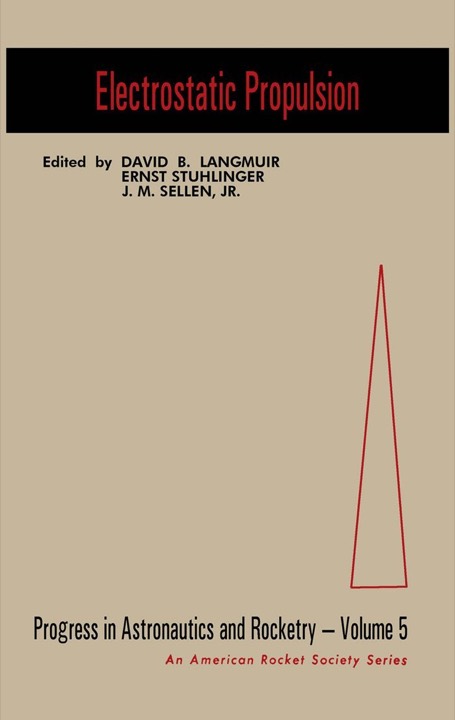 Electrostatic Propulsion
Edited by DAVID B. LANGMUIR
ERNST STUHLINGER
J. M. SELLEN, JR.
Progress in Astronautics and Rocketry – Volume 5
An American Rocket Society Series